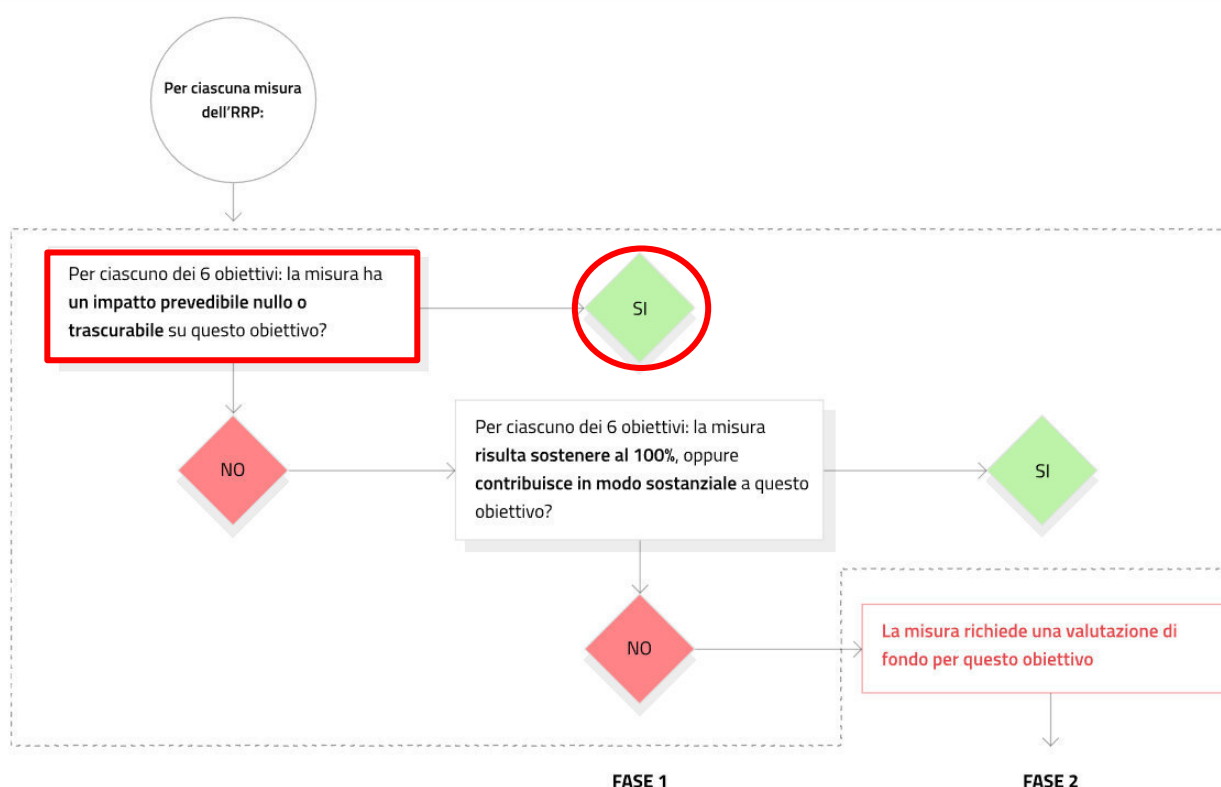 Per ciascuna misura
dell'RRP:
Per ciascuno dei 6 obiettivi: la misura ha
un impatto prevedibile nullo o
trascurabile su questo obiettivo?
SI
NO
Per ciascuno dei 6 obiettivi: la misura
risulta sostenere al 100%, oppure
contribuisce in modo sostanziale a questo
obiettivo?
SI
NO
La misura richiede una valutazione di
fondo per questo obiettivo
FASE 1
FASE 2